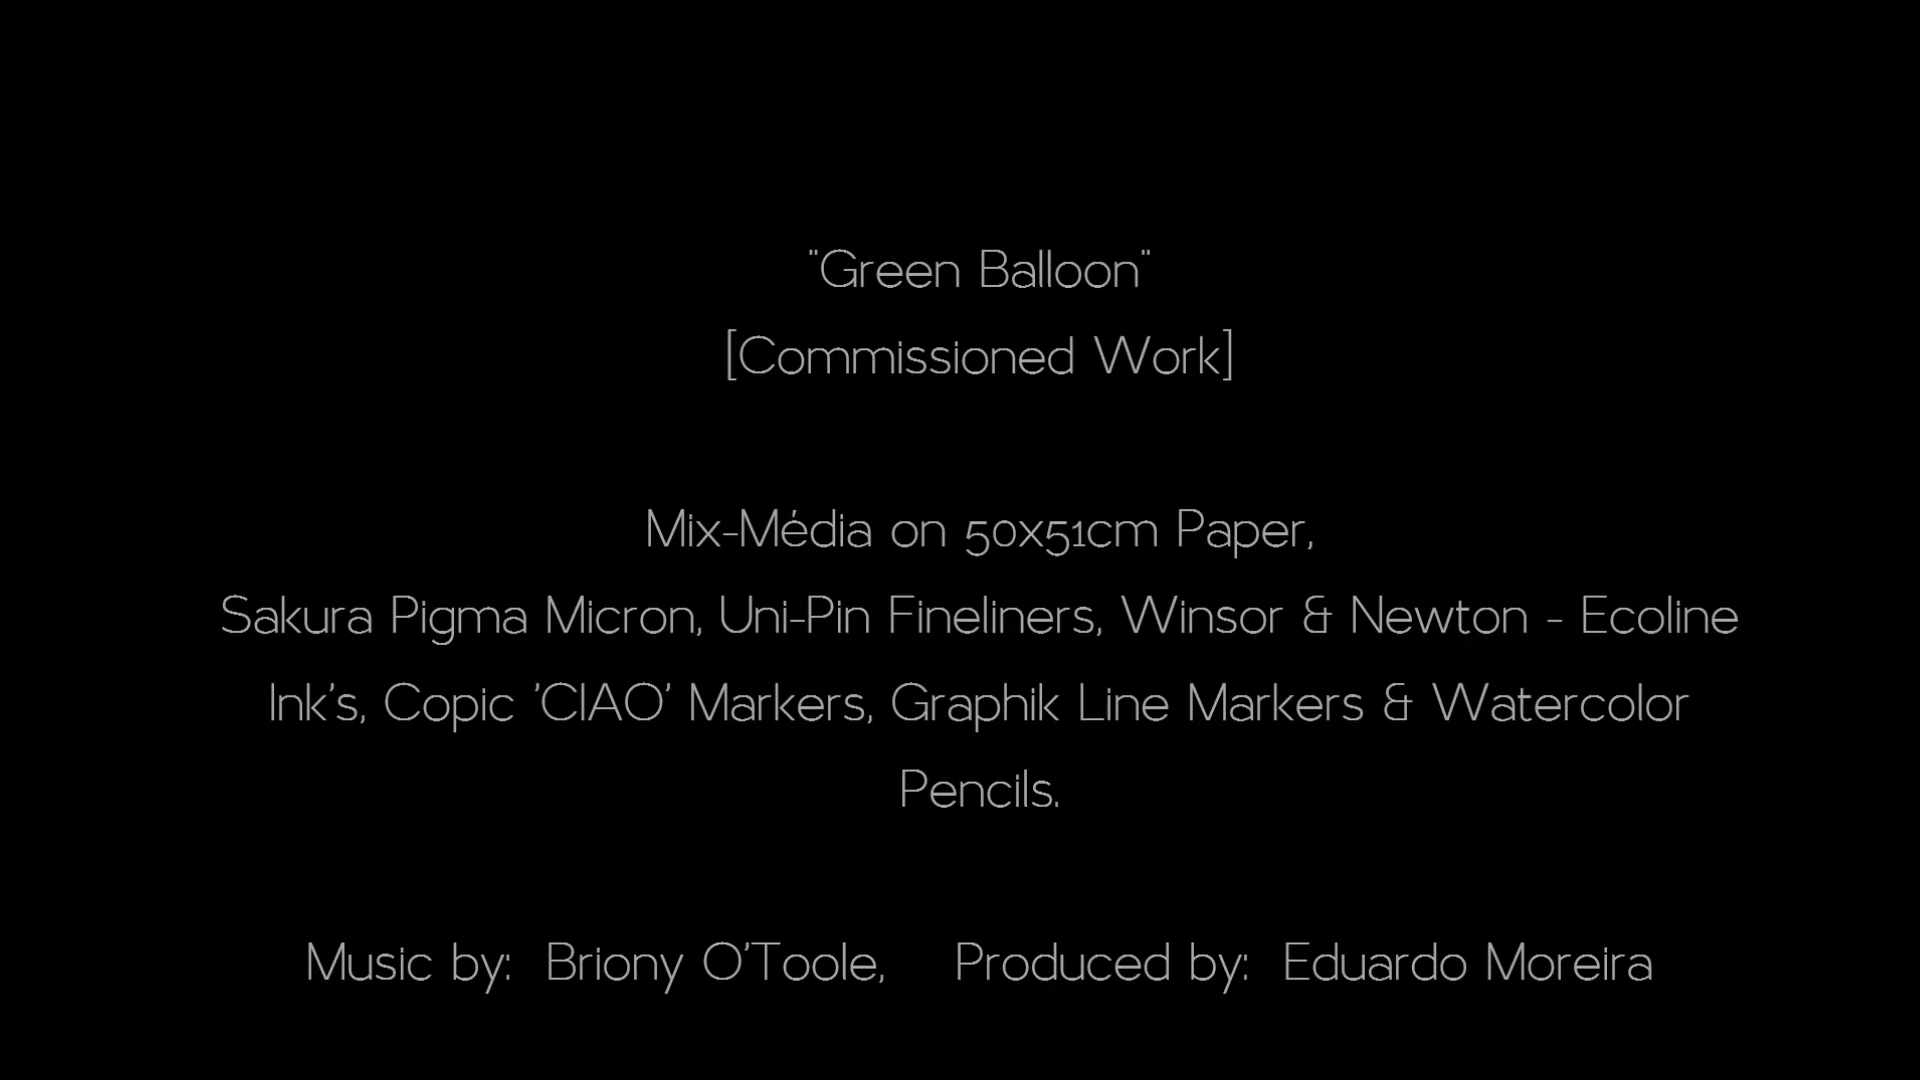 "Green Balloon"
[Commissioned Work]
Mix-Média on 50x51cm Paper,
Sakura Pigma Micron, Uni-Pin Fineliners, Winsor & Newton - Ecoline
Ink's, Copic 'CIAO' Markers, Graphik Line Markers & Watercolor
Pencils.
Music by: Briony O'Toole, Produced by: Eduardo Moreira